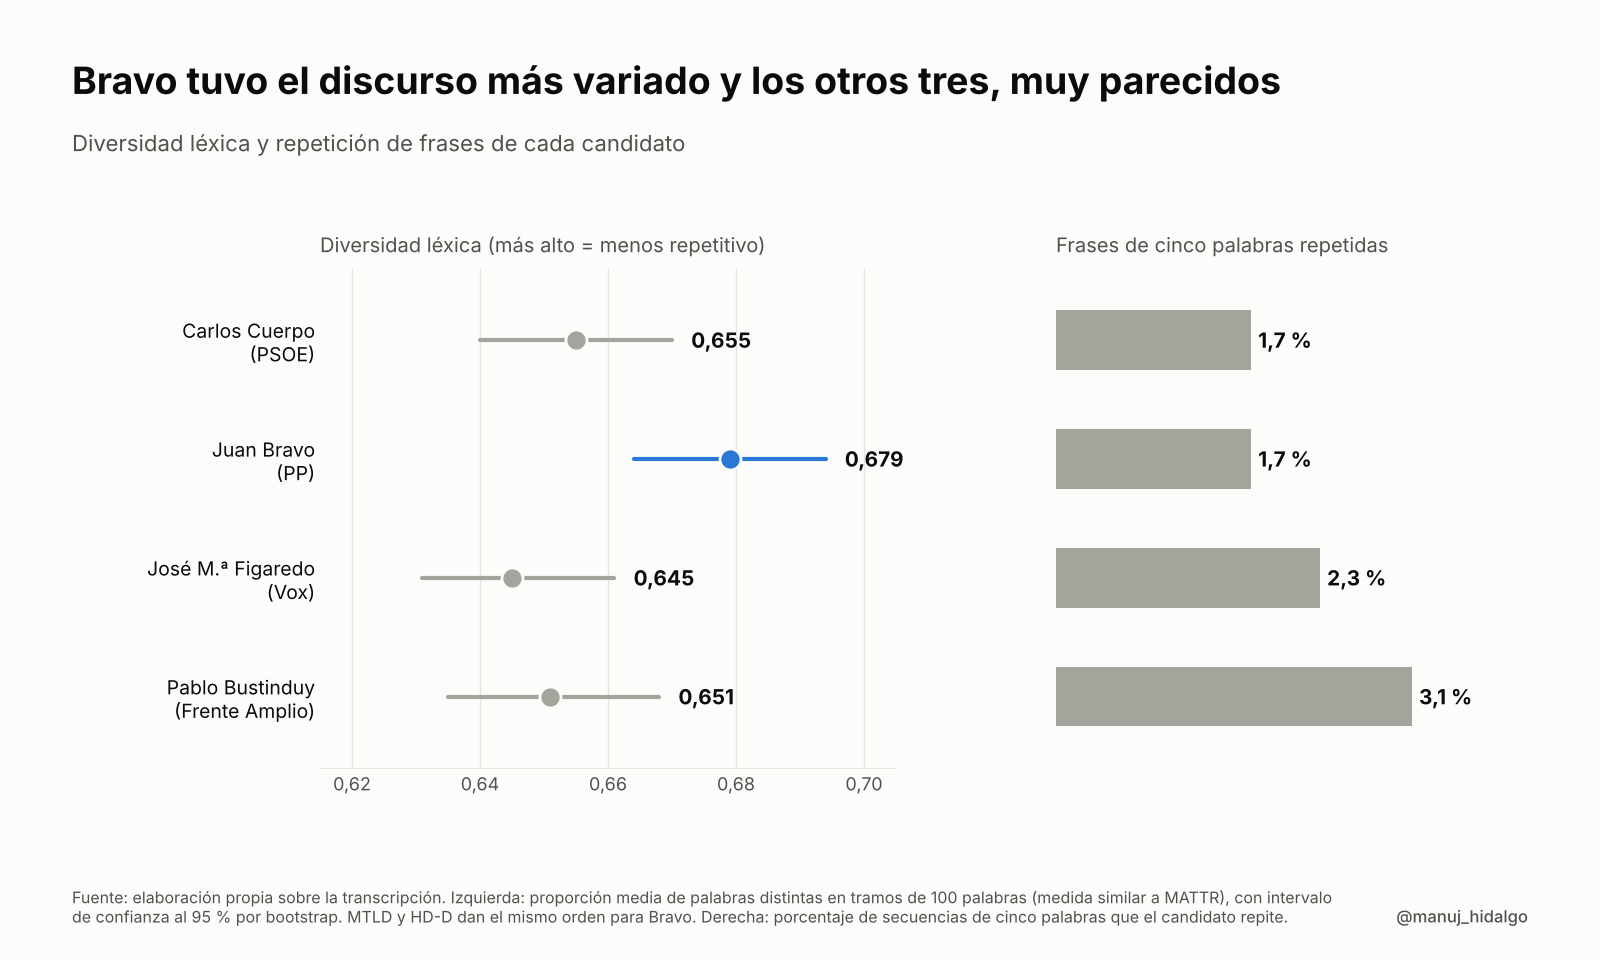 Bravo tuvo el discurso más variado y los otros tres, muy parecidos
Diversidad léxica y repetición de frases de cada candidato
Diversidad léxica (más alto = menos repetitivo)
Carlos Cuerpo
(PSOE)
0,655
Juan Bravo
(PP)
0,679
José M.ª Figaredo
(Vox)
0,645
Pablo Bustinduy
(Frente Amplio)
0,651
0,62 0,64 0,66 0,68 0,70
Frases de cinco palabras repetidas
1,7 %
1,7 %
2,3 %
3,1 %
Fuente: elaboración propia sobre la transcripción. Izquierda: proporción media de palabras distintas en tramos de 100 palabras (medida similar a MATTR), con intervalo
de confianza al 95 % por bootstrap. MTLD y HD-D dan el mismo orden para Bravo. Derecha: porcentaje de secuencias de cinco palabras que el candidato repite.
@manuj_hidalgo